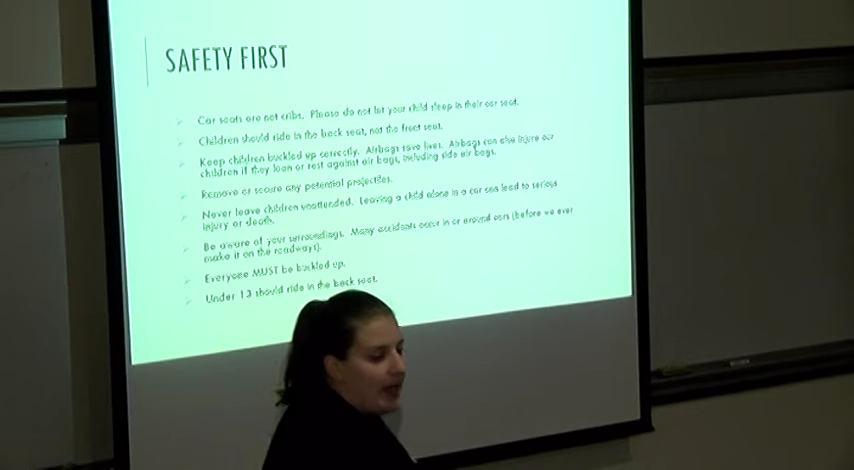 SAFETY FIRST
Car seats are not cribs. Please do not let your child sleep in their car seat.
Children should ride in the back seat, not the front seat.
Keep children buckled up correctly. Airbags save lives. Airbags can also injure our
children if they lean or rest against air bags, including side air bags.
Remove or secure any potential projectiles.
Never leave children unattended. Leaving a child alone in a car can lead to serious
injury or death.
Be aware of your surroundings. Many accidents occur in or around cars (before we ever
make it on the roadways).
Everyone MUST be buckled up.
Under 13 should ride in the back seat.